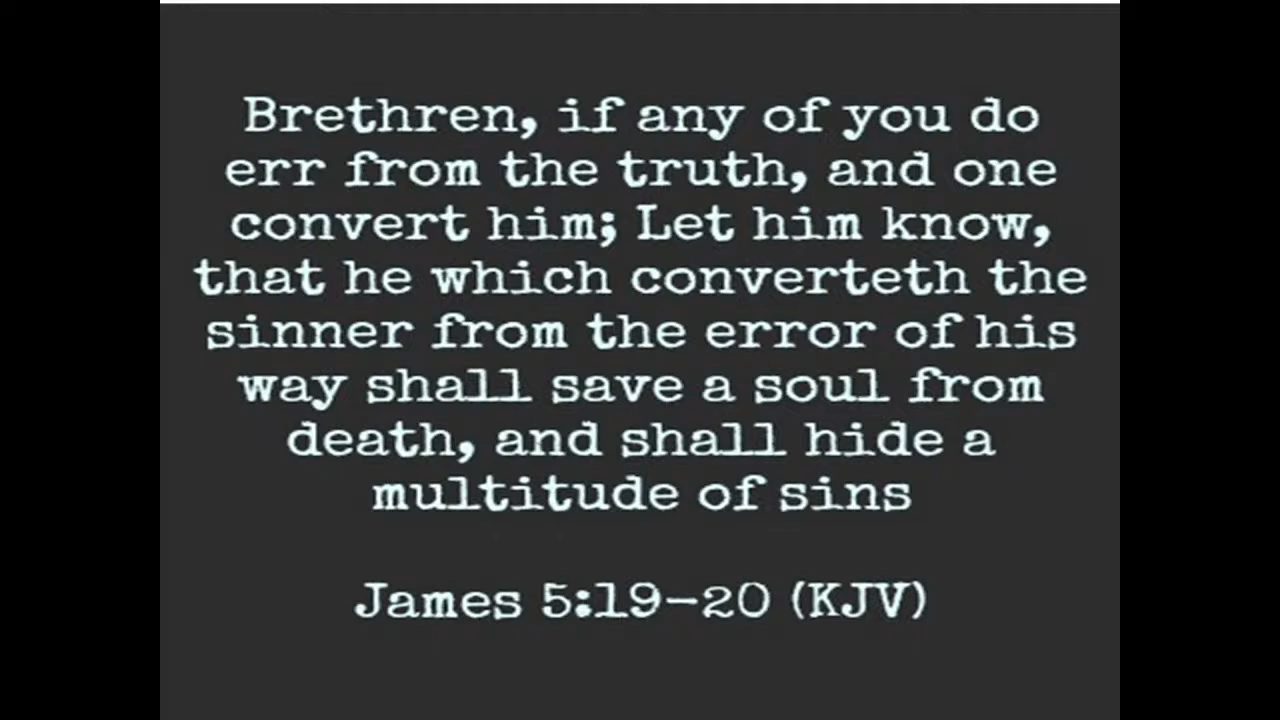 Brethren, if any of you do
err from the truth, and one
convert him; Let him know,
that he which converteth the
sinner from the error of his
way shall save a soul from
death, and shall hide a
multitude of sins
James 5:19-20 (KJV)